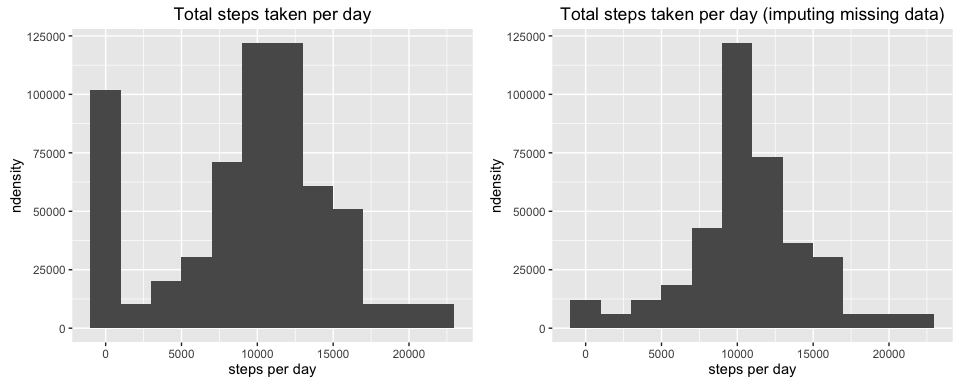 Total steps taken per day
125000
100000
75000
50000
25000
0
ndensity
0 5000 10000 15000 20000
steps per day
Total steps taken per day (imputing missing data)
125000
100000
75000
50000
25000
0
ndensity
0 5000 10000 15000 20000
steps per day